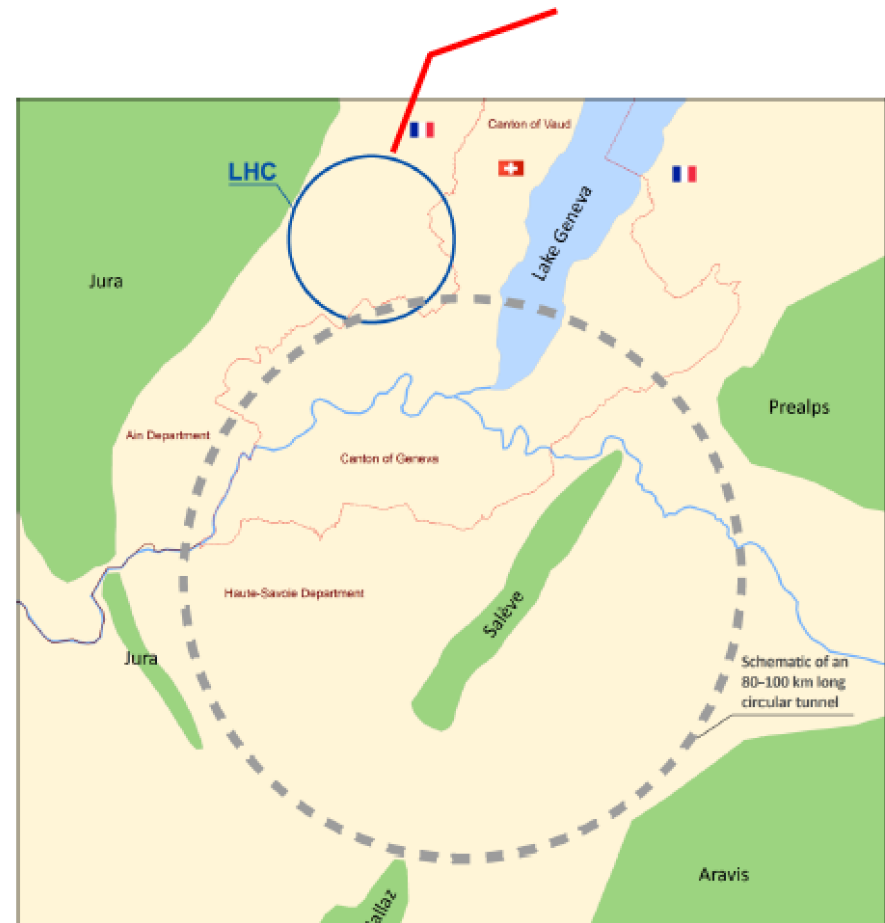 Canton of Vaud
LHC
Lake Geneva
Jura
Prealps
Ain Department
Canton of Geneva
Haute-Savoie Department
Salève
Jura
Schematic of an
80-100 km long
circular tunnel
Aravis